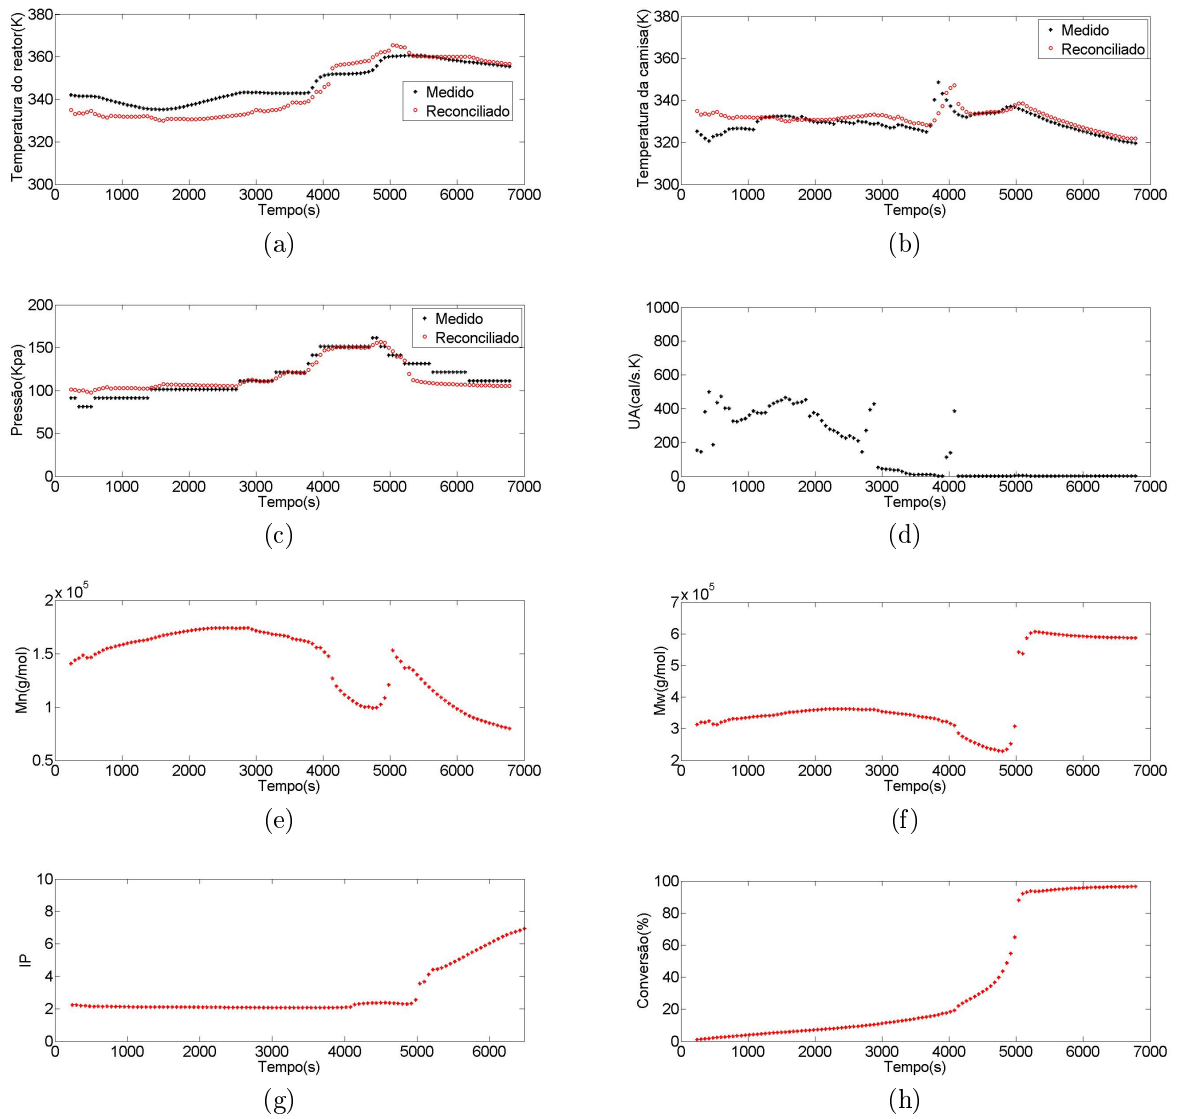 380
360
340
320
300
Temperatura do reator(K)
Medido
Reconciliado
0 1000 2000 3000 4000 5000 6000 7000
Tempo(s)
(a)
380
360
340
320
300
Temperatura da camisa(K)
Medido
Reconciliado
0 1000 2000 3000 4000 5000 6000 7000
Tempo(s)
(b)
200
150
100
50
0
Pressão(Kpa)
Medido
Reconciliado
0 1000 2000 3000 4000 5000 6000 7000
Tempo(s)
(c)
1000
800
600
400
200
0
UA(cal/s.K)
0 1000 2000 3000 4000 5000 6000 7000
Tempo(s)
(d)
x 10^5
2
1.5
1
0.5
Mn(g/mol)
0 1000 2000 3000 4000 5000 6000 7000
Tempo(s)
(e)
x 10^5
7
6
5
4
3
2
Mw(g/mol)
0 1000 2000 3000 4000 5000 6000 7000
Tempo(s)
(f)
10
8
6
4
2
0
IP
0 1000 2000 3000 4000 5000 6000
Tempo(s)
(g)
100
80
60
40
20
0
Conversão(%)
0 1000 2000 3000 4000 5000 6000 7000
Tempo(s)
(h)